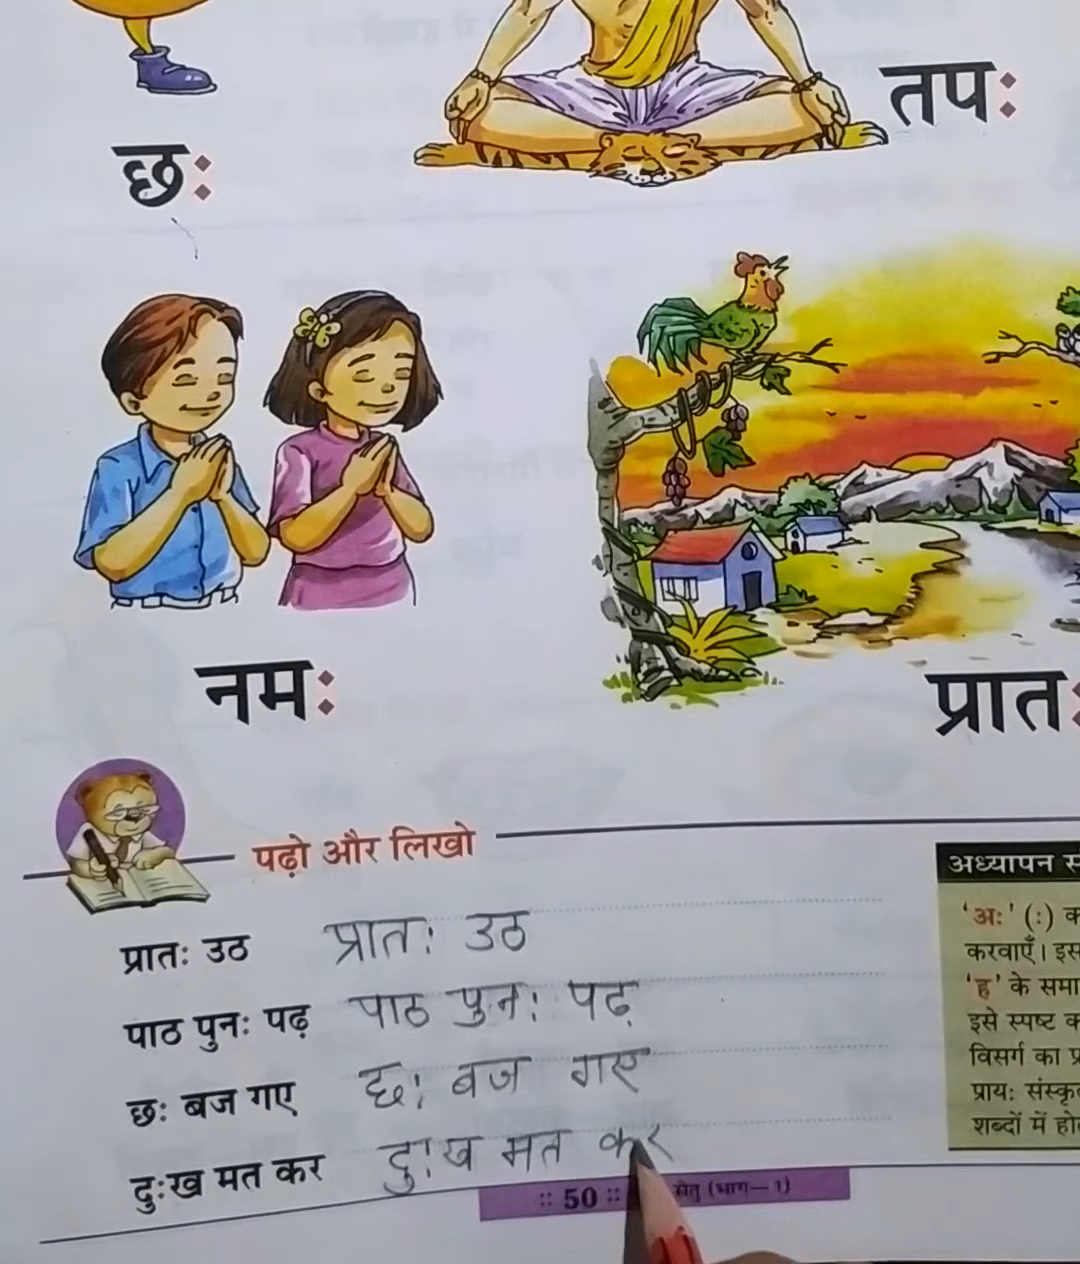 छः
तपः
नमः
प्रातः
पढ़ो और लिखो
प्रातः उठ प्रातः उठ
पाठ पुनः पढ़ पाठ पुनः पढ़
छः बज गए छः बज गए
दुःख मत कर दुःख मत कर
अध्यापन
'अः' (ः)
करवाएँ। इस
'ह' के समा
इसे स्पष्ट
विसर्ग का
प्रायः
शब्दों में
:: 50 :: सेतु (भाग–1)